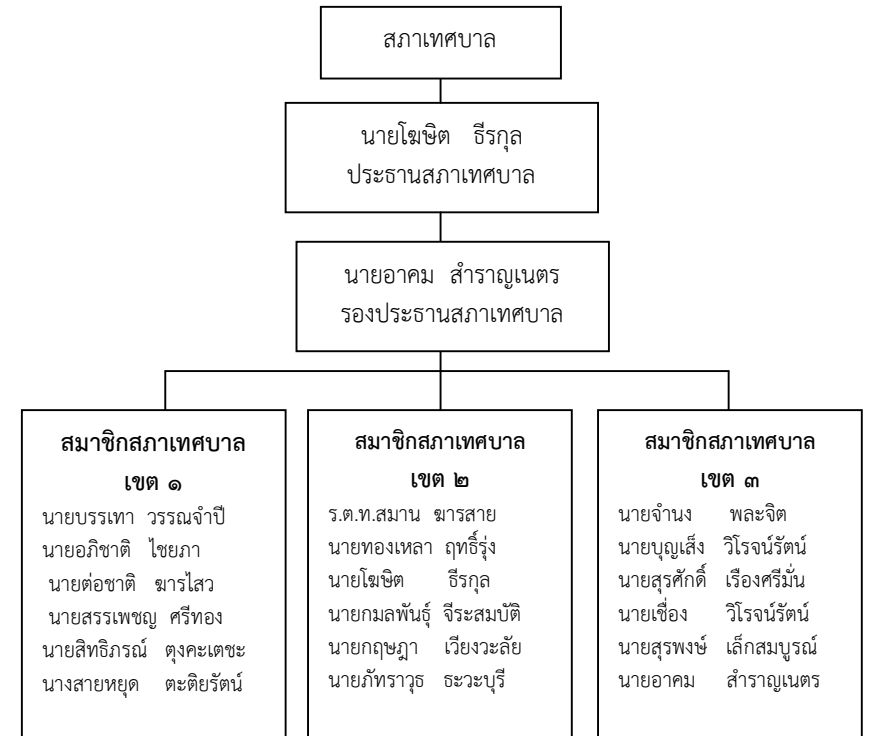 สภาเทศบาล
นายโฆษิต ธีรกุล
ประธานสภาเทศบาล
นายอาคม สำราญเนตร
รองประธานสภาเทศบาล
สมาชิกสภาเทศบาล
เขต ๑
นายบรรเทา วรรณจำปี
นายอภิชาติ ไชยภา
นายต่อชาติ ฆารไสว
นายสรรเพชญ ศรีทอง
นายสิทธิภรณ์ ตุงคะเตชะ
นางสายหยุด ตะติยรัตน์
สมาชิกสภาเทศบาล
เขต ๒
ร.ต.ท.สมาน ฆารสาย
นายทองเหลา ฤทธิ์รุ่ง
นายโฆษิต ธีรกุล
นายกมลพันธุ์ จีระสมบัติ
นายกฤษฎา เวียงวะลัย
นายภัทราวุธ ธะวะบุรี
สมาชิกสภาเทศบาล
เขต ๓
นายจำนง พละจิต
นายบุญเส็ง วิโรจน์รัตน์
นายสุรศักดิ์ เรืองศรีมั่น
นายเชื่อง วิโรจน์รัตน์
นายสุรพงษ์ เล็กสมบูรณ์
นายอาคม สำราญเนตร